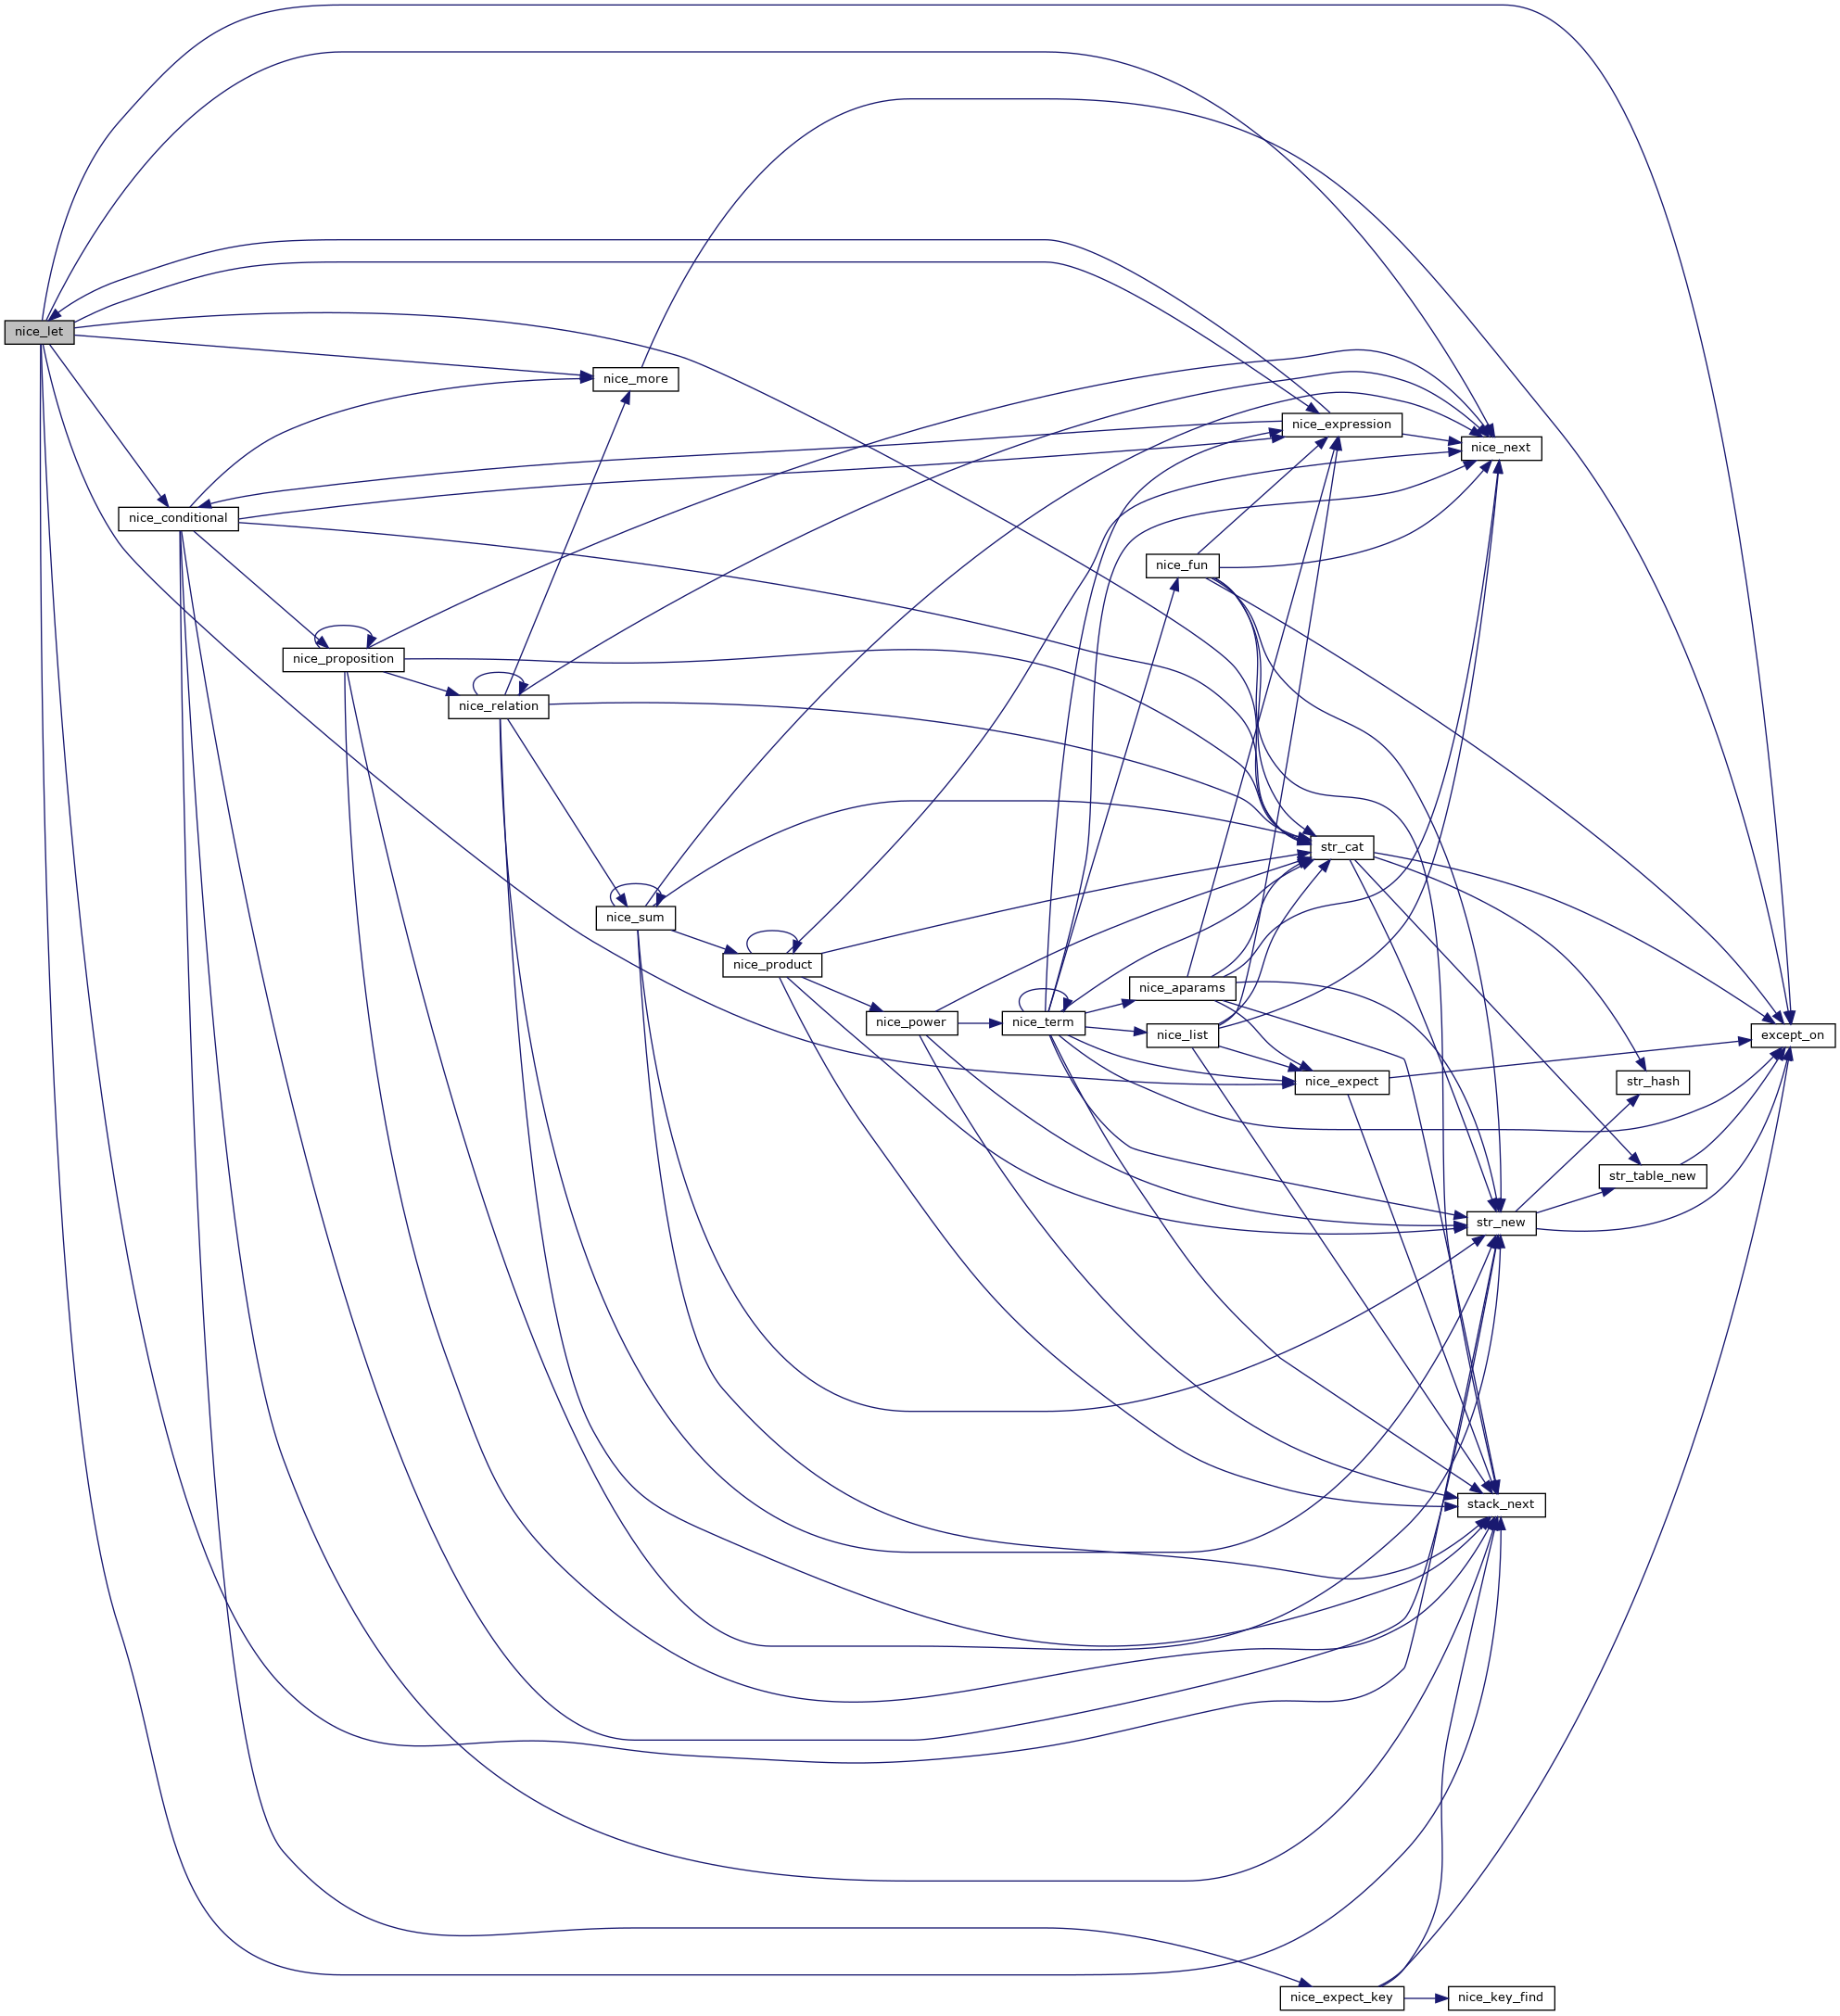 nice_let
nice_more
nice_expression
nice_next
nice_conditional
nice_fun
nice_proposition
nice_relation
str_cat
nice_sum
nice_product
nice_aparams
nice_power
nice_term
nice_list
except_on
nice_expect
str_hash
str_table_new
str_new
stack_next
nice_expect_key
nice_key_find